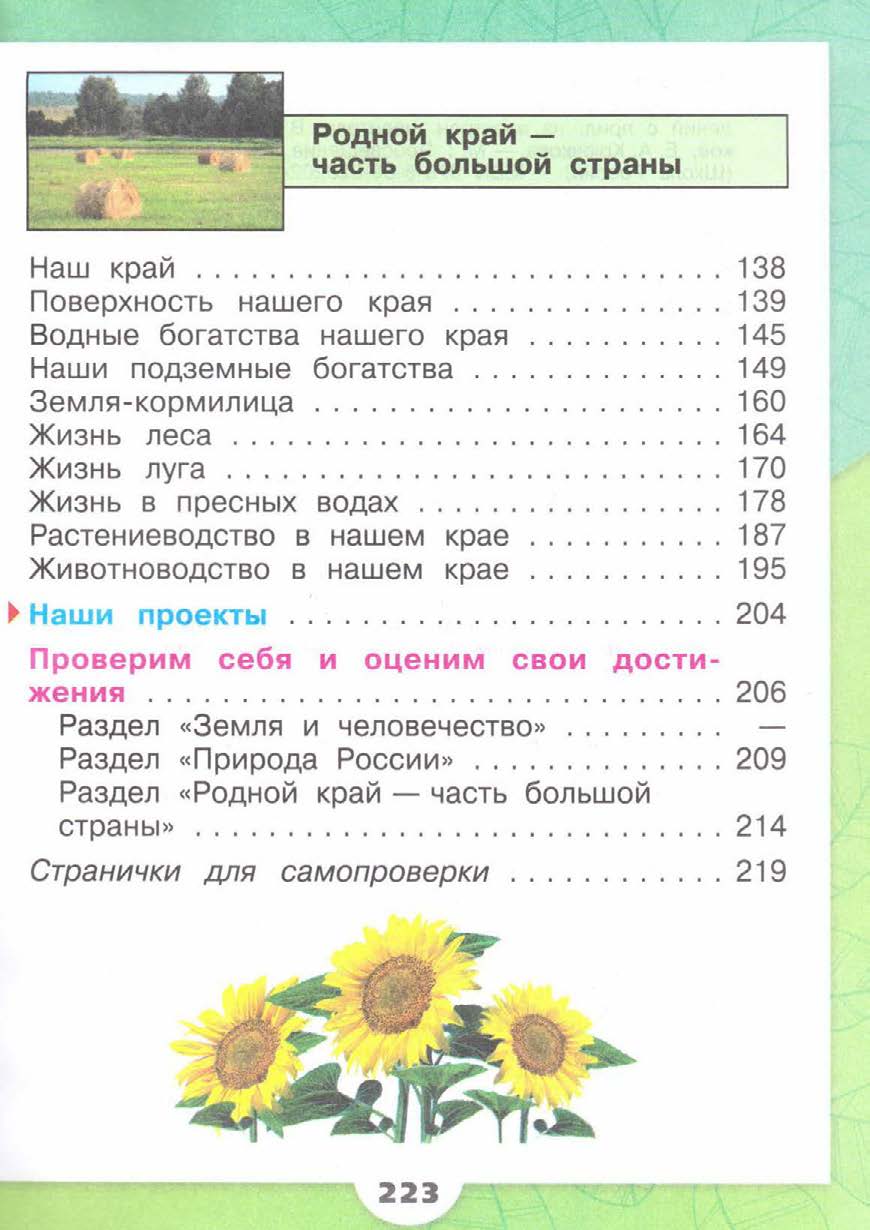 Родной край —
часть большой страны
Наш край . . . . . . . . . . . . . . . . . . . . . . . . . . . . . 138
Поверхность нашего края . . . . . . . . . . . . . . . 139
Водные богатства нашего края . . . . . . . . . . . 145
Наши подземные богатства . . . . . . . . . . . . . . 149
Земля-кормилица . . . . . . . . . . . . . . . . . . . . . . 160
Жизнь леса . . . . . . . . . . . . . . . . . . . . . . . . . . . 164
Жизнь луга . . . . . . . . . . . . . . . . . . . . . . . . . . . 170
Жизнь в пресных водах . . . . . . . . . . . . . . . . . 178
Растениеводство в нашем крае . . . . . . . . . . . 187
Животноводство в нашем крае . . . . . . . . . . . 195
Наши проекты . . . . . . . . . . . . . . . . . . . . . . . . 204
Проверим себя и оценим свои дости-
жения . . . . . . . . . . . . . . . . . . . . . . . . . . . . . . . 206
Раздел «Земля и человечество» . . . . . . . . . —
Раздел «Природа России» . . . . . . . . . . . . . . 209
Раздел «Родной край — часть большой
страны» . . . . . . . . . . . . . . . . . . . . . . . . . . . . . 214
Странички для самопроверки . . . . . . . . . . . . 219
223